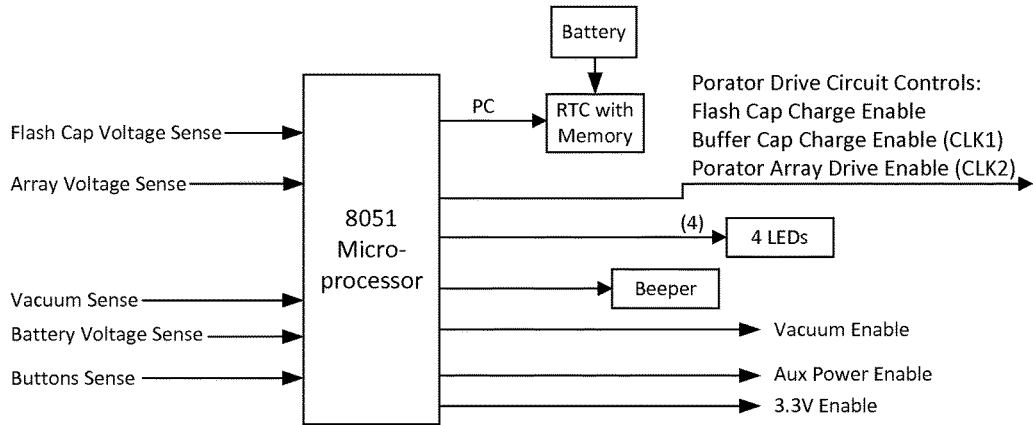 Battery
PC
RTC with
Memory
Porator Drive Circuit Controls:
Flash Cap Charge Enable
Buffer Cap Charge Enable (CLK1)
Porator Array Drive Enable (CLK2)
Flash Cap Voltage Sense
Array Voltage Sense
8051
Micro-
processor
(4)
4 LEDs
Vacuum Sense
Beeper
Battery Voltage Sense
Vacuum Enable
Buttons Sense
Aux Power Enable
3.3V Enable